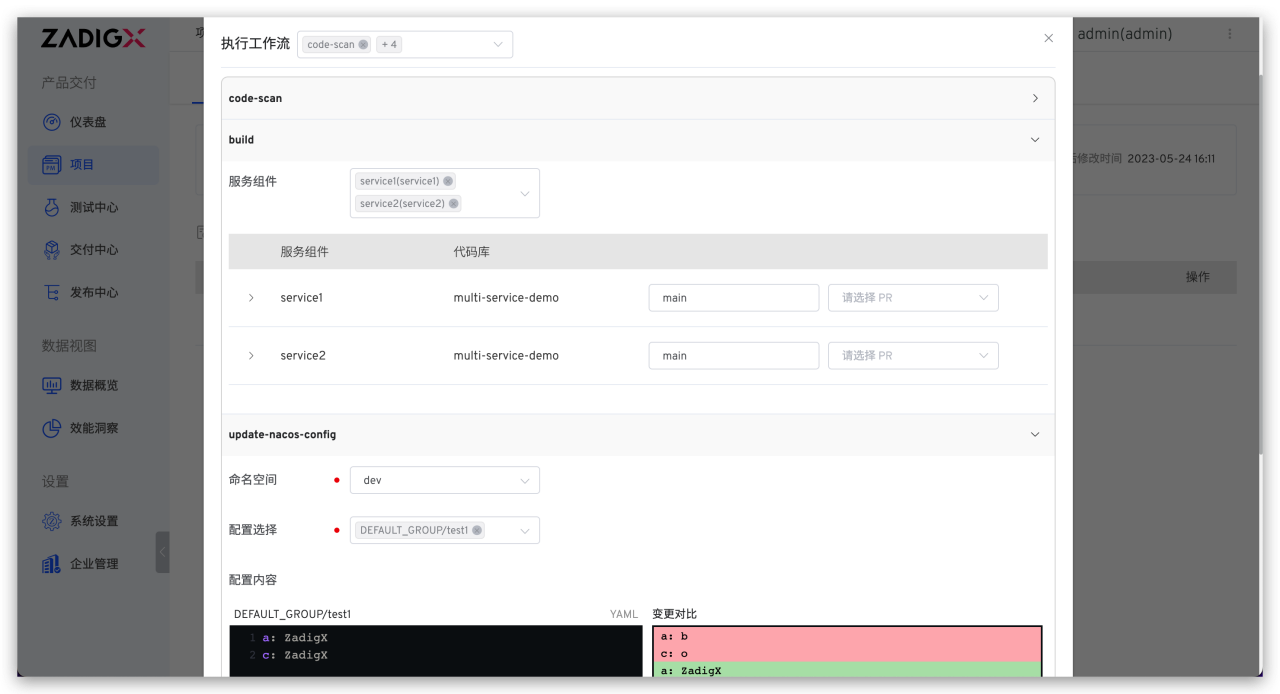 ZADIGX
admin(admin)
执行工作流
code-scan
+ 4
产品交付
code-scan
仪表盘
build
项目
修改时间 2023-05-24 16:11
服务组件
service1(service1)
service2(service2)
测试中心
交付中心
服务组件
代码库
操作
发布中心
service1
multi-service-demo
main
请选择 PR
数据视图
service2
multi-service-demo
main
请选择 PR
数据概览
效能洞察
update-nacos-config
设置
命名空间
dev
系统设置
配置选择
DEFAULT_GROUP/test1
企业管理
配置内容
DEFAULT_GROUP/test1
YAML
变更对比
1 a: ZadigX
2 c: ZadigX
a: b
c: o
a: ZadigX